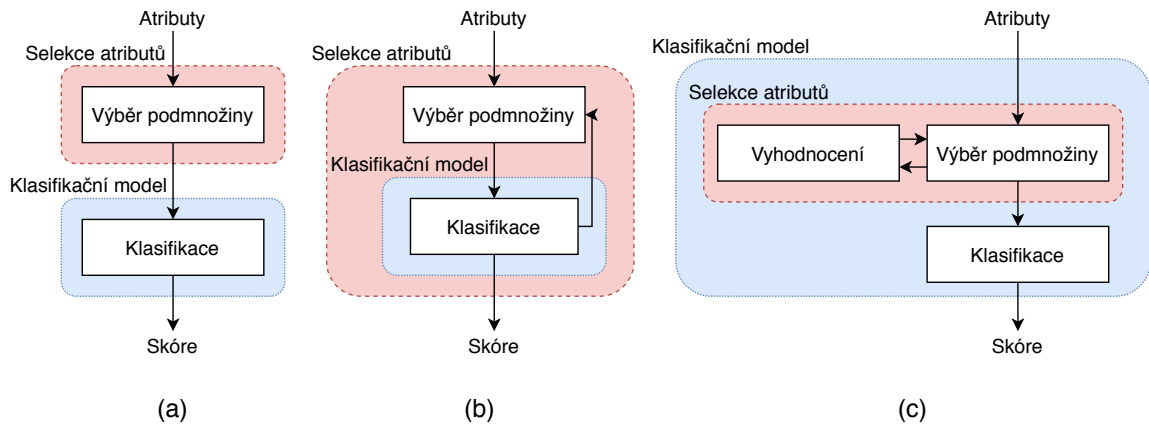 Atributy
Selekce atributů
Výběr podmnožiny
Klasifikační model
Klasifikace
Skóre
(a)
Atributy
Selekce atributů
Výběr podmnožiny
Klasifikační model
Klasifikace
Skóre
(b)
Atributy
Klasifikační model
Selekce atributů
Vyhodnocení
Výběr podmnožiny
Klasifikace
Skóre
(c)